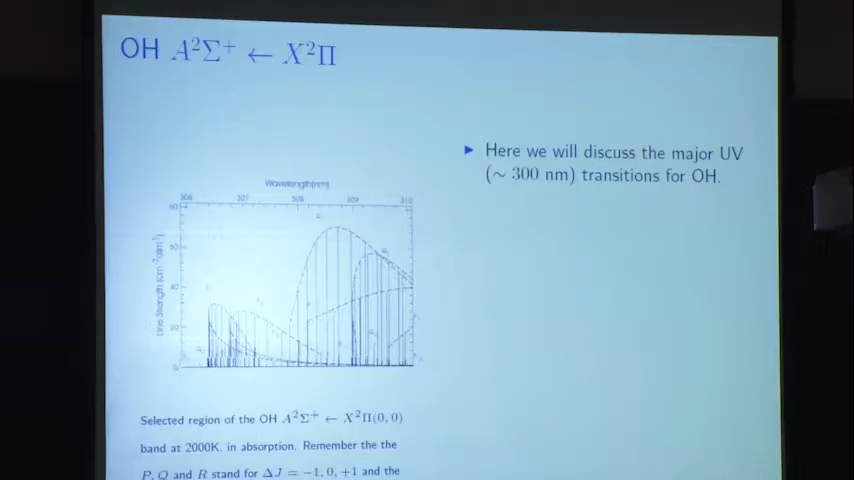 OH A²Σ⁺ ← X²Π
▶ Here we will discuss the major UV
(∼ 300 nm) transitions for OH.
Wavelength(nm)
306 307 308 309 310
Line Strength (cm⁻²atm⁻¹)
Selected region of the OH A²Σ⁺ ← X²Π(0,0)
band at 2000K, in absorption. Remember the the
P, Q and R stand for ΔJ = −1, 0, +1 and the